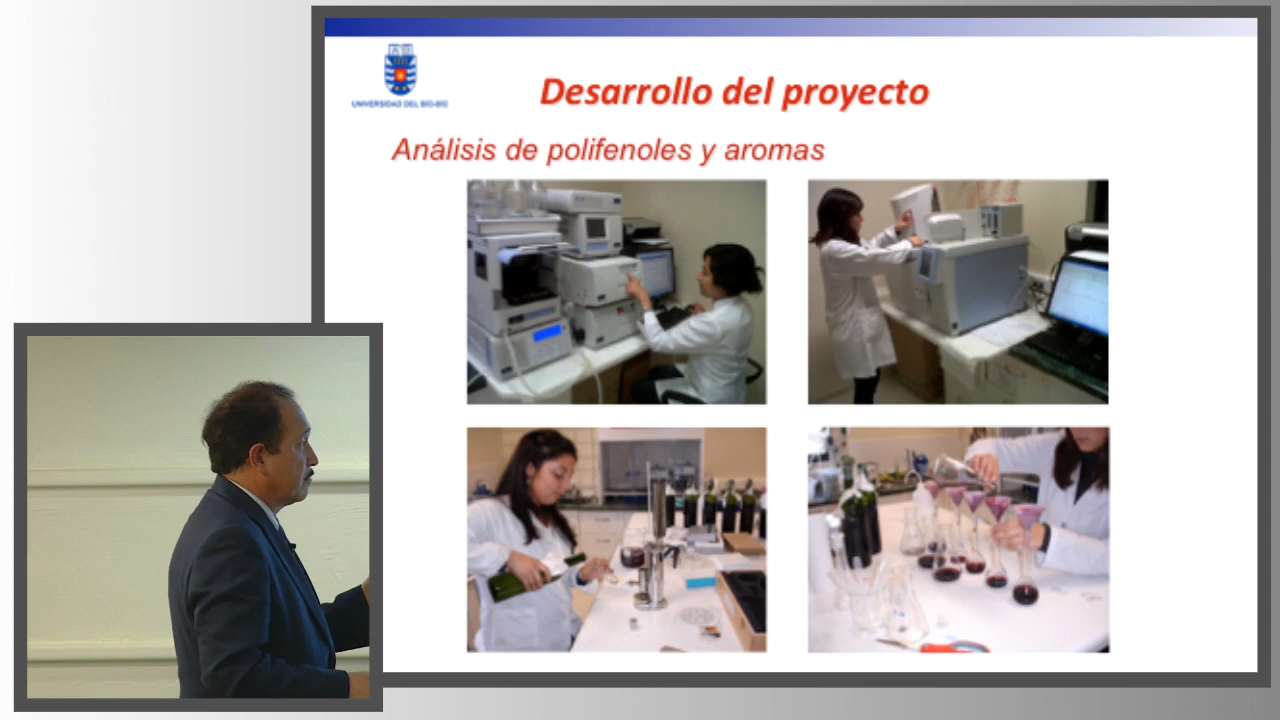 UNIVERSIDAD DEL BIO-BIO
Desarrollo del proyecto
Análisis de polifenoles y aromas